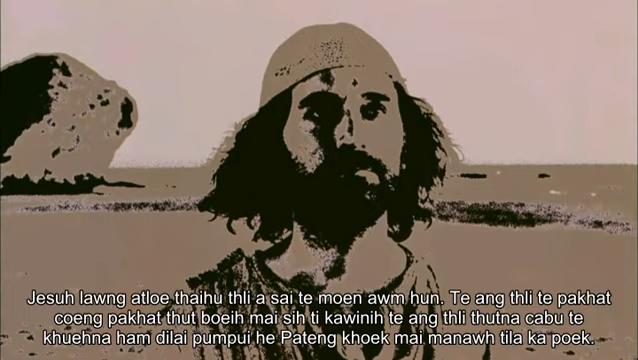 Jesuh lawng atloe thaihu thli a sai te moen awm hun. Te ang thli te pakhat
coeng pakhat thut boeih mai sih ti kawinih te ang thli thutna cabu te
khuehna ham dilai pumpui he Pateng khoek mai manawh tila ka poek.